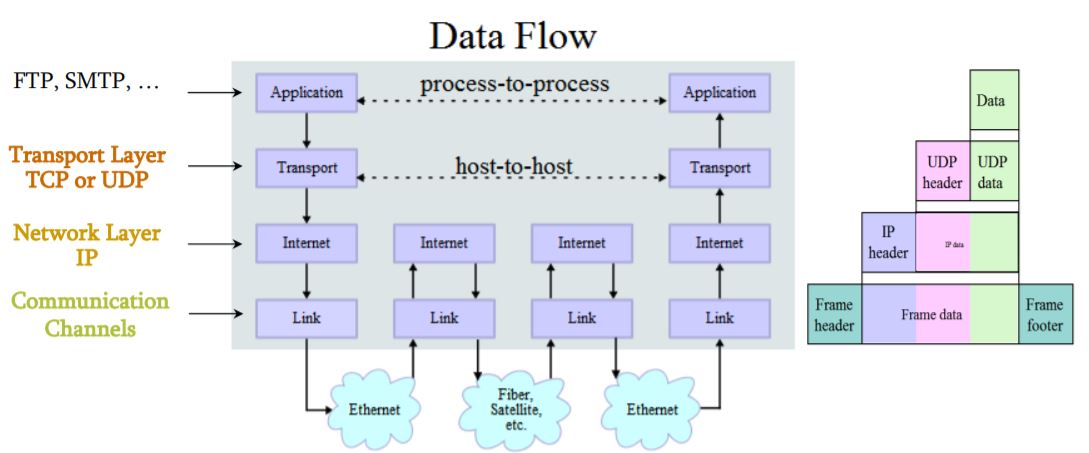 Data Flow
FTP, SMTP, …
Application
process-to-process
Application
Transport Layer
TCP or UDP
Transport
host-to-host
Transport
Network Layer
IP
Internet
Internet
Internet
Internet
Communication
Channels
Link
Link
Link
Link
Ethernet
Fiber,
Satellite,
etc.
Ethernet
Data
UDP
header
UDP
data
IP
header
IP data
Frame
header
Frame data
Frame
footer